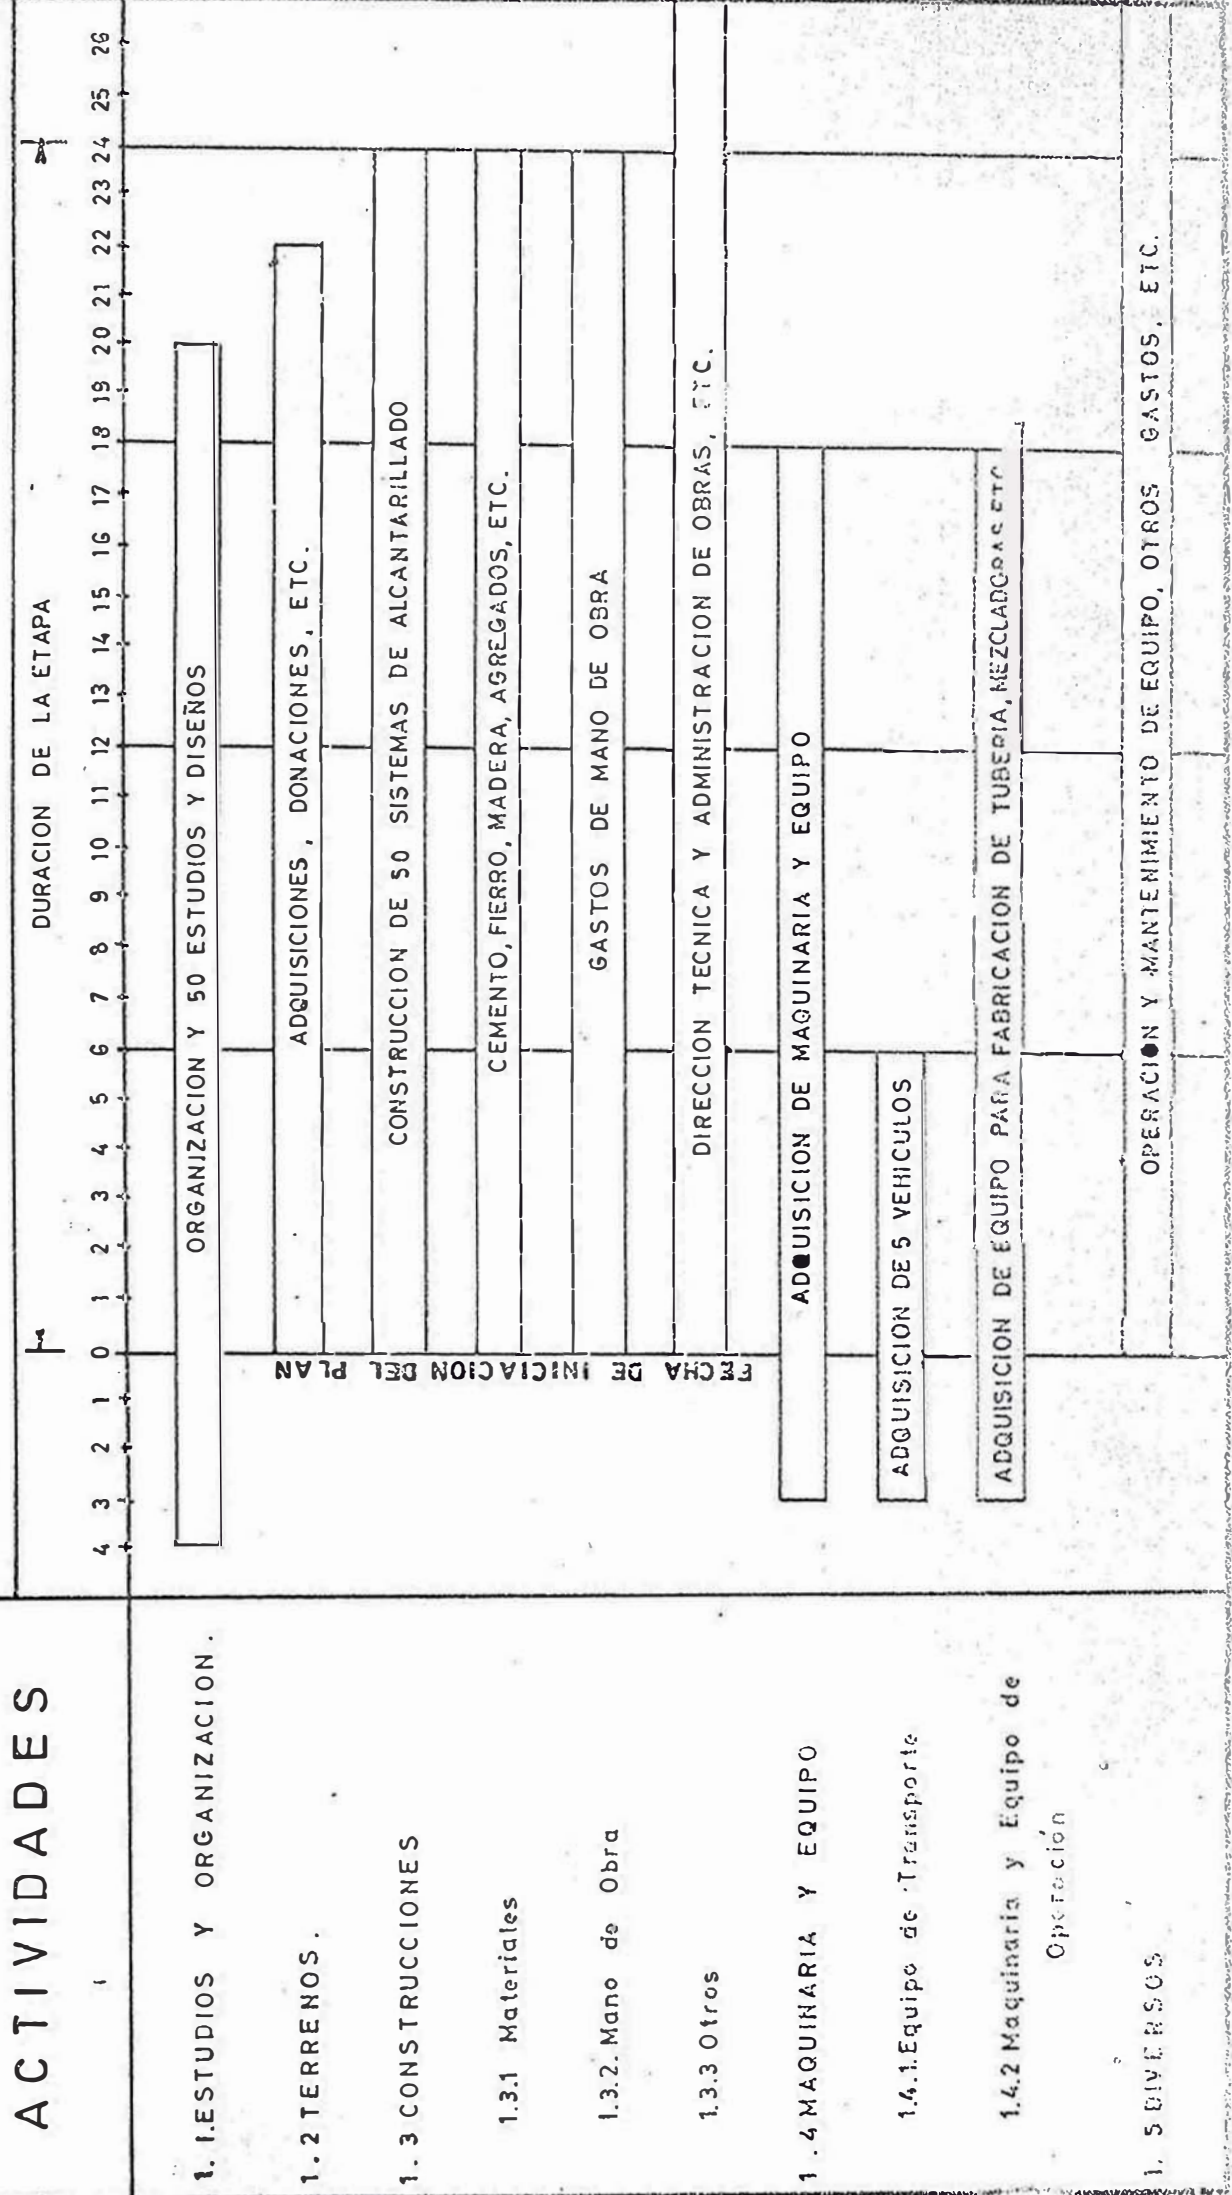 ACTIVIDADES
DURACION DE LA ETAPA
4 3 2 1 0 1 2 3 4 5 6 7 8 9 10 11 12 13 14 15 16 17 18 19 20 21 22 23 24 25 26
1. 1.ESTUDIOS Y ORGANIZACION.
ORGANIZACION Y 50 ESTUDIOS Y DISEÑOS
1. 2 TERRENOS.
ADQUISICIONES, DONACIONES, ETC.
1. 3 CONSTRUCCIONES
CONSTRUCCION DE 50 SISTEMAS DE ALCANTARILLADO
1.3.1 Materiales
CEMENTO, FIERRO, MADERA, AGREGADOS, ETC.
1.3.2. Mano de Obra
GASTOS DE MANO DE OBRA
1.3.3 Otros
DIRECCION TECNICA Y ADMINISTRACION DE OBRAS, ETC.
FECHA DE INICIACION DEL PLAN
1 . 4 MAQUINARIA Y EQUIPO
ADQUISICION DE MAQUINARIA Y EQUIPO
1.4.1.Equipo de Transporte
ADQUISICION DE 5 VEHICULOS
1.4.2 Maquinaria y Equipo de
Operación
ADQUISICION DE EQUIPO PARA FABRICACION DE TUBERIA, MEZCLADORAS ETC
1. 5 DIVERSOS
OPERACION Y MANTENIMIENTO DE EQUIPO, OTROS GASTOS, ETC.